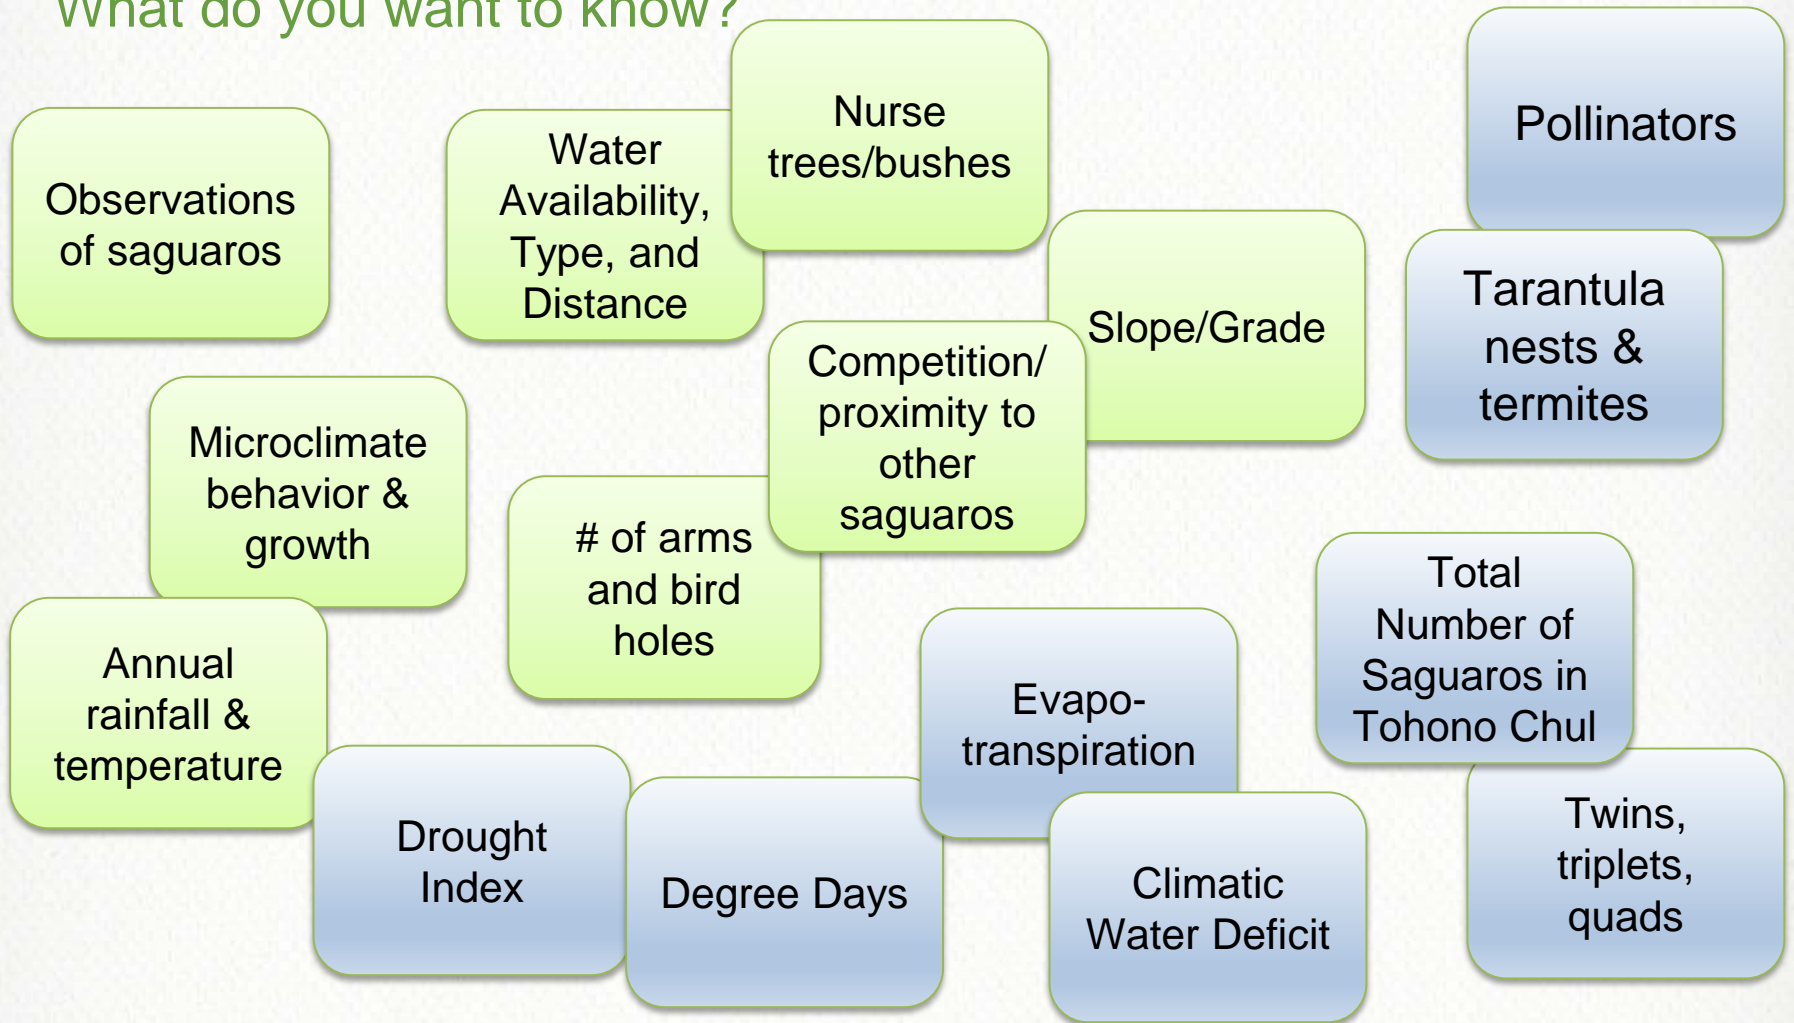 What do you want to know?
Observations
of saguaros
Water
Availability,
Type, and
Distance
Nurse
trees/bushes
Pollinators
Slope/Grade
Tarantula
nests &
termites
Competition/
proximity to
other
saguaros
Microclimate
behavior &
growth
# of arms
and bird
holes
Total
Number of
Saguaros in
Tohono Chul
Annual
rainfall &
temperature
Evapo-
transpiration
Drought
Index
Degree Days
Climatic
Water Deficit
Twins,
triplets,
quads